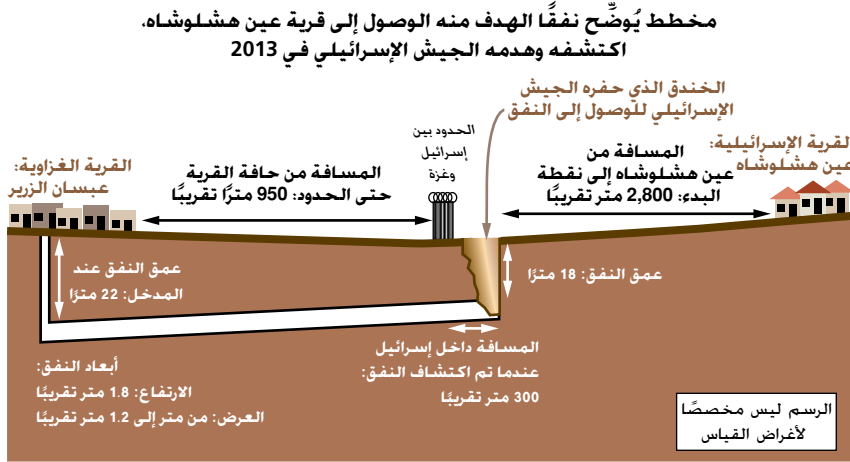 مخطط يُوضِّح نفقًا الهدف منه الوصول إلى قرية عين هشلوشاه،
اكتشفه وهدمه الجيش الإسرائيلي في 2013
الخندق الذي حفره الجيش
الإسرائيلي للوصول إلى النفق
القرية الإسرائيلية:
عين هشلوشاه
المسافة من
عين هشلوشاه إلى نقطة
البدء: 2,800 متر تقريبًا
الحدود بين
إسرائيل
وغزة
المسافة من حافة القرية
حتى الحدود: 950 مترًا تقريبًا
القرية الغزاوية:
عبسان الزرير
عمق النفق: 18 مترًا
عمق النفق عند
المدخل: 22 مترًا
المسافة داخل إسرائيل
عندما تم اكتشاف النفق:
300 متر تقريبًا
أبعاد النفق:
الارتفاع: 1.8 متر تقريبًا
العرض: من متر إلى 1.2 متر تقريبًا
الرسم ليس مخصصًا
لأغراض القياس